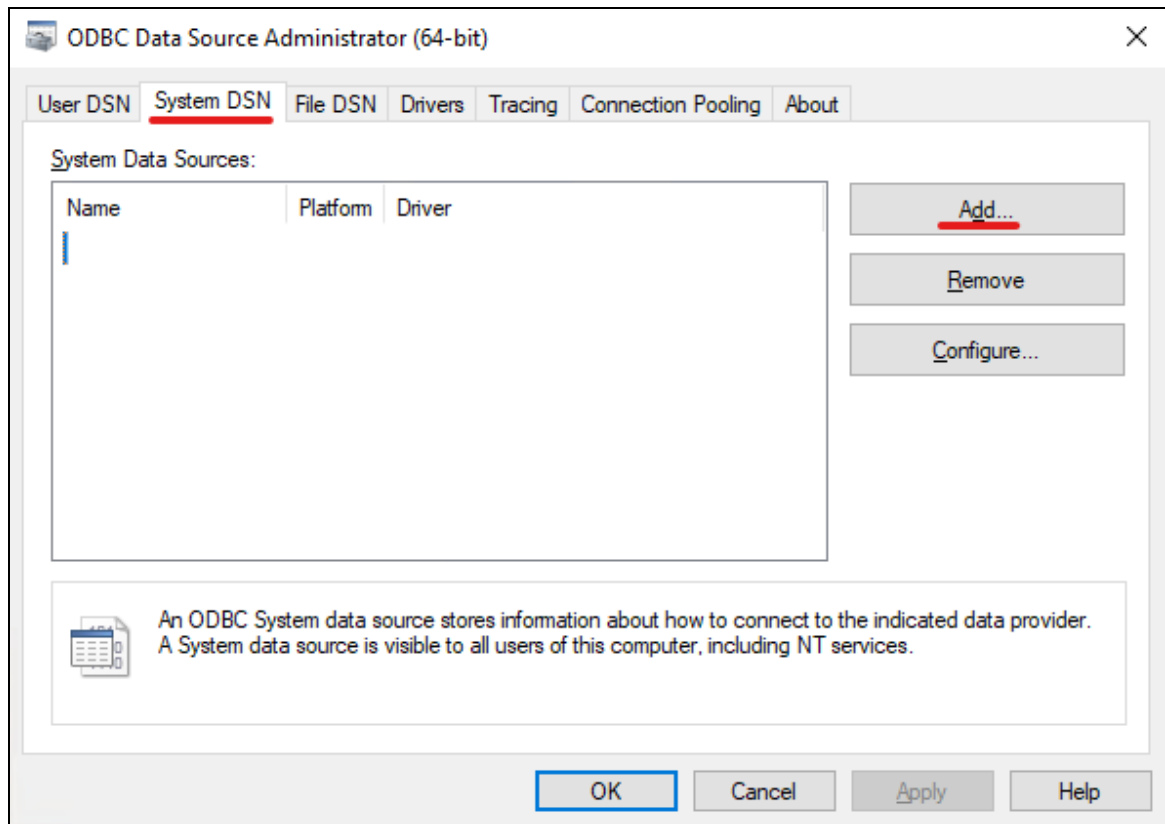 ODBC Data Source Administrator (64-bit)
User DSN System DSN File DSN Drivers Tracing Connection Pooling About
System Data Sources:
Name Platform Driver
Add...
Remove
Configure...
An ODBC System data source stores information about how to connect to the indicated data provider.
A System data source is visible to all users of this computer, including NT services.
OK Cancel Apply Help